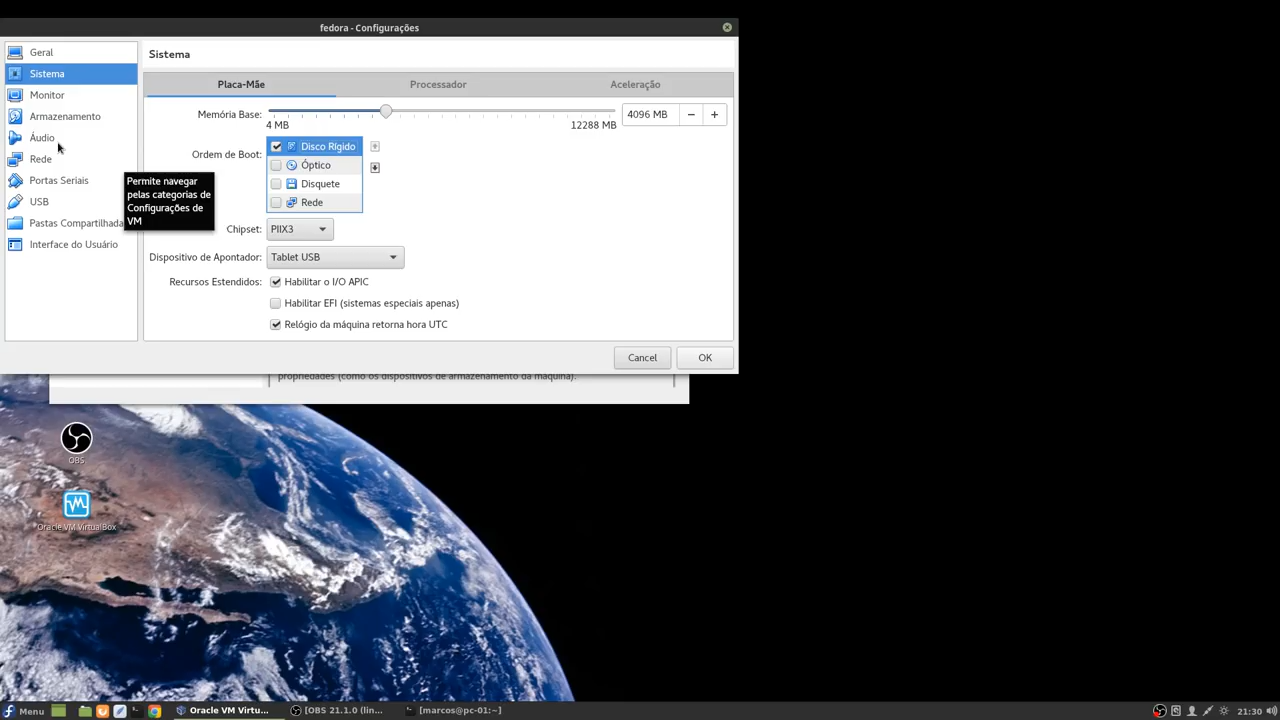 fedora - Configurações
Geral
Sistema
Monitor
Armazenamento
Áudio
Rede
Portas Seriais
USB
Pastas Compartilhada
Interface do Usuário
Permite navegar
pelas categorias de
Configurações de
VM
Sistema
Placa-Mãe
Processador
Aceleração
Memória Base:
4096 MB
4 MB
12288 MB
Ordem de Boot:
Disco Rígido
Óptico
Disquete
Rede
Chipset:
PIIX3
Dispositivo de Apontador:
Tablet USB
Recursos Estendidos:
Habilitar o I/O APIC
Habilitar EFI (sistemas especiais apenas)
Relógio da máquina retorna hora UTC
Cancel
OK
propriedades (como os dispositivos de armazenamento da máquina).
OBS
Oracle VM VirtualBox
Menu
Oracle VM Virtu...
[OBS 21.1.0 (lin...
[marcos@pc-01:~]
21:30